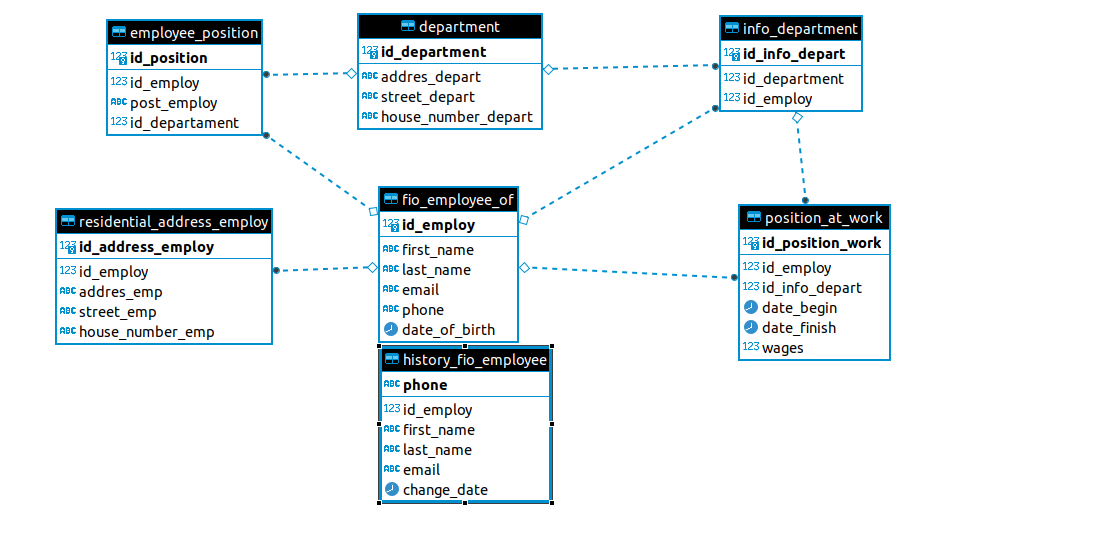 employee_position
123 id_position
123 id_employ
ABC post_employ
123 id_departament
department
123 id_department
ABC addres_depart
ABC street_depart
ABC house_number_depart
info_department
123 id_info_depart
123 id_department
123 id_employ
residential_address_employ
123 id_address_employ
123 id_employ
ABC addres_emp
ABC street_emp
ABC house_number_emp
fio_employee_of
123 id_employ
ABC first_name
ABC last_name
ABC email
ABC phone
date_of_birth
position_at_work
123 id_position_work
123 id_employ
123 id_info_depart
date_begin
date_finish
123 wages
history_fio_employee
ABC phone
123 id_employ
ABC first_name
ABC last_name
ABC email
change_date